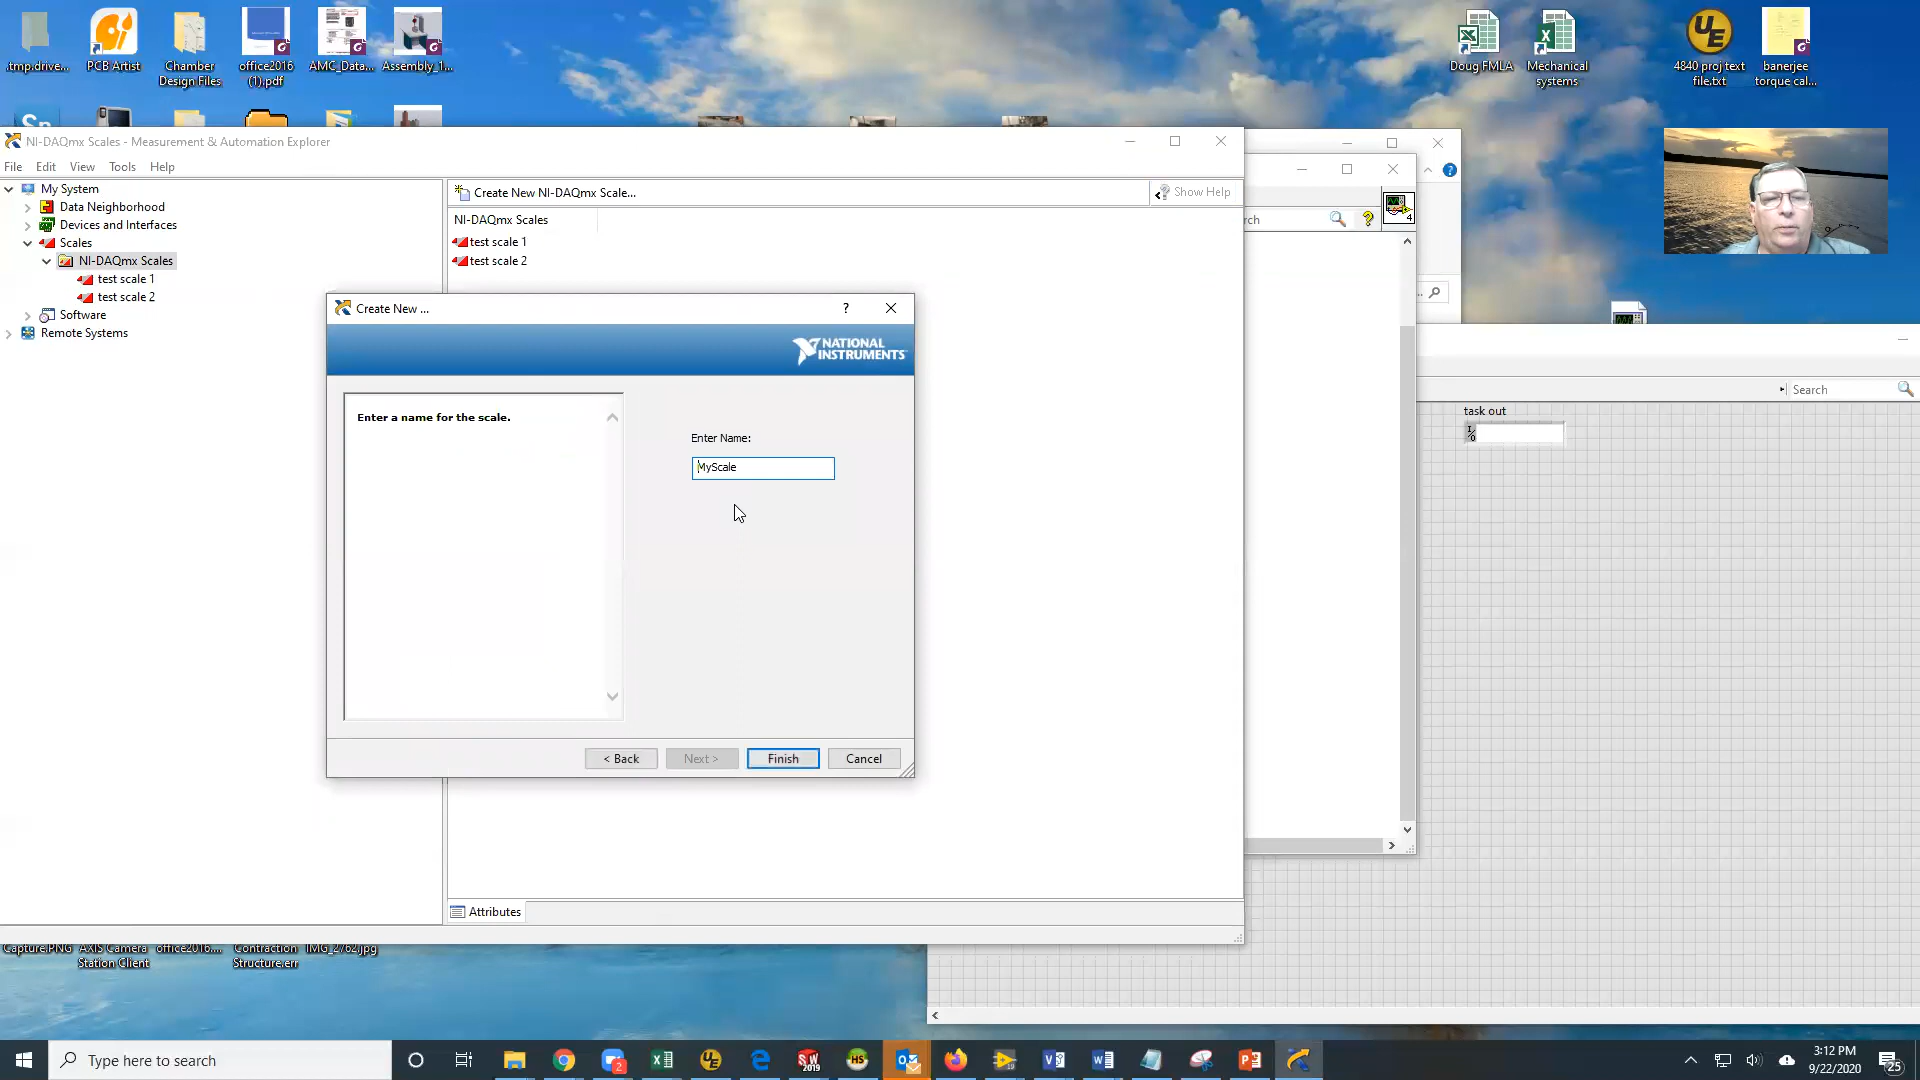 .tmp.drive...
PCB Artist
Chamber
Design Files
office2016
(1).pdf
AMC_Data...
Assembly_1...
Doug FMLA
Mechanical
systems
4840 proj text
file.txt
banerjee
torque cal...
NI-DAQmx Scales - Measurement & Automation Explorer
File Edit View Tools Help
My System
Data Neighborhood
Devices and Interfaces
Scales
NI-DAQmx Scales
test scale 1
test scale 2
Software
Remote Systems
Create New NI-DAQmx Scale...
Show Help
NI-DAQmx Scales
test scale 1
test scale 2
Create New ...
NATIONAL
INSTRUMENTS
Enter a name for the scale.
Enter Name:
MyScale
< Back
Next >
Finish
Cancel
Attributes
4
Search
task out
Capture.PNG
AXIS Camera
Station Client
office2016....
Contraction
Structure.err
IMG_2762.jpg
Type here to search
2
2019
HS
3:12 PM
9/22/2020
25